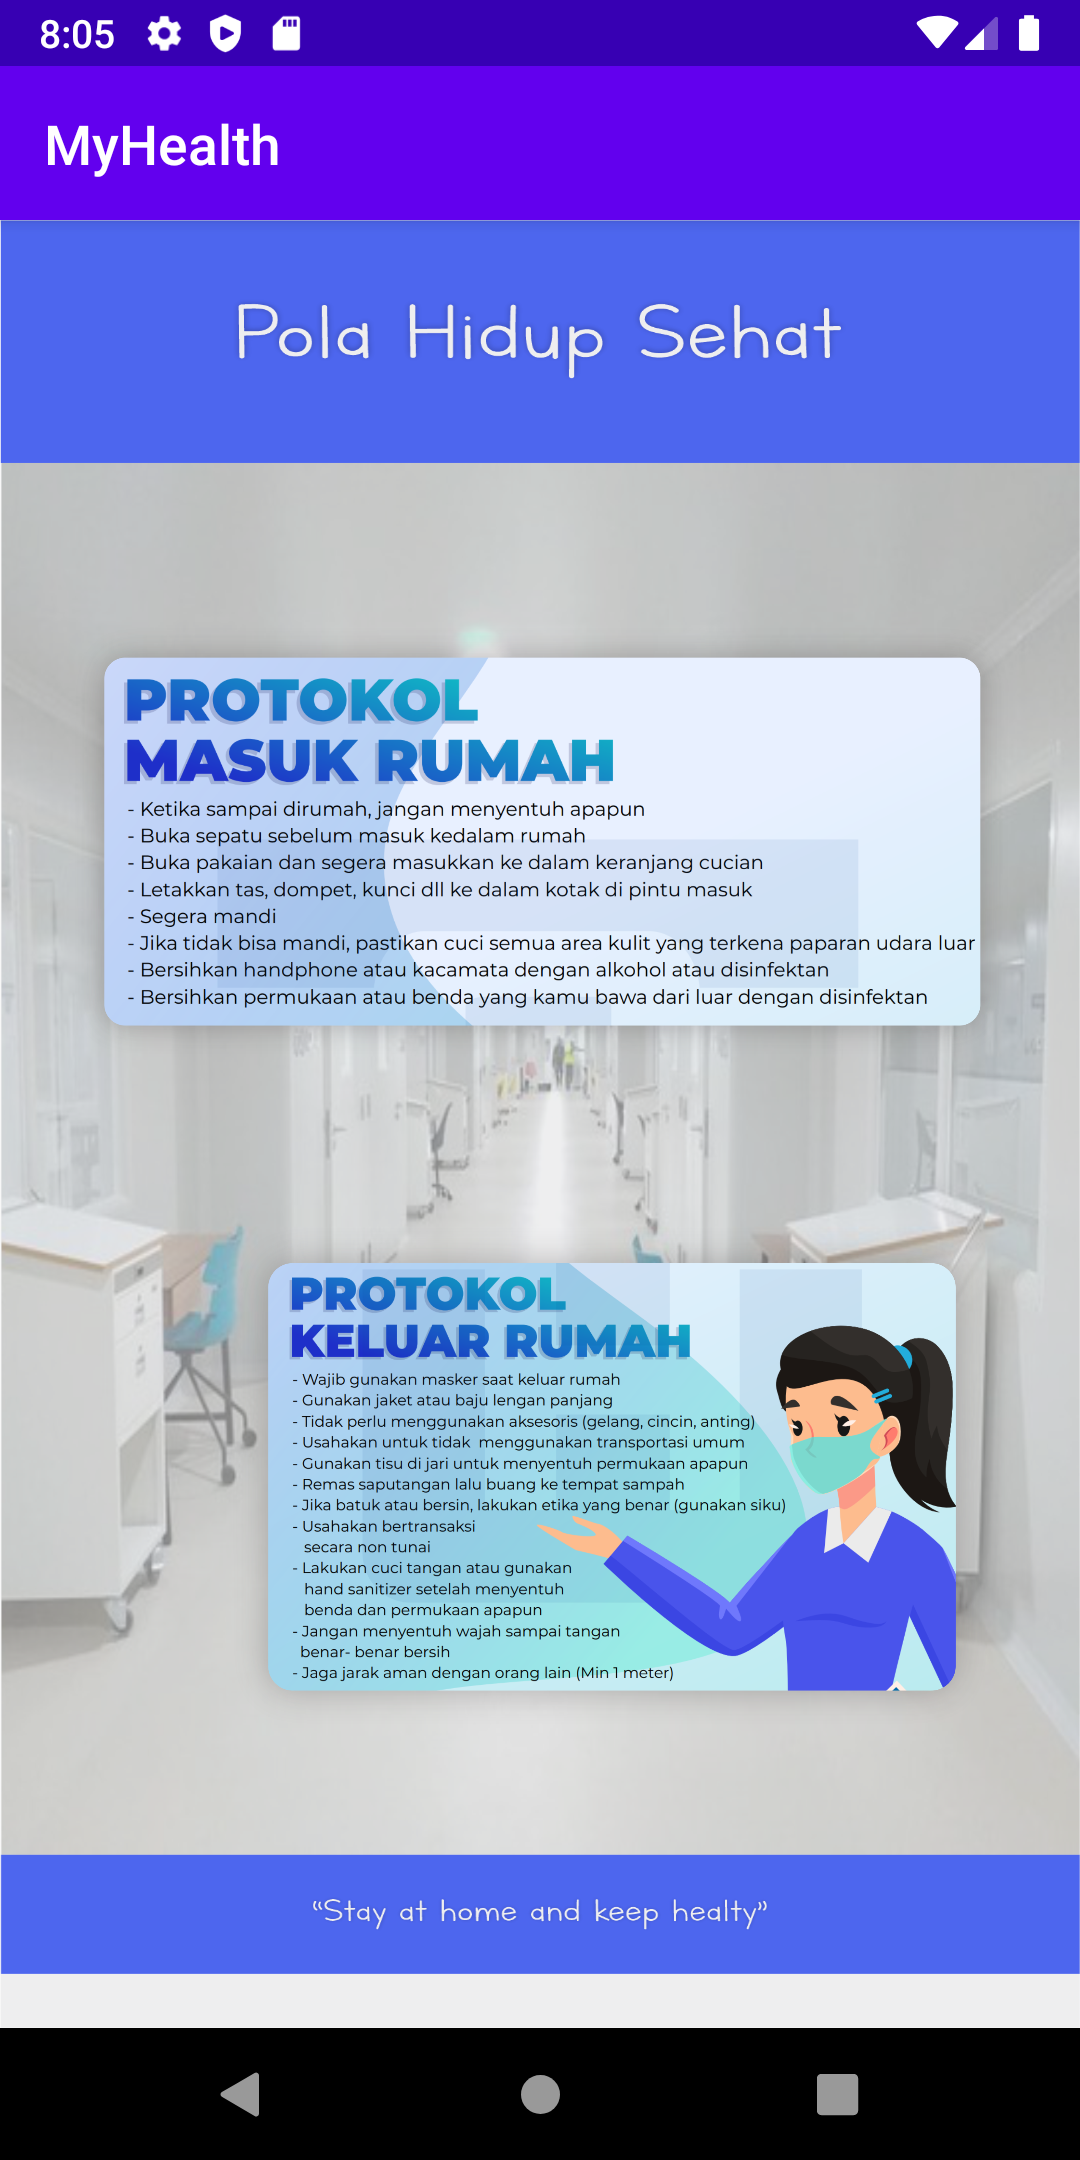 8:05
MyHealth
Pola Hidup Sehat
PROTOKOL
MASUK RUMAH
- Ketika sampai dirumah, jangan menyentuh apapun
- Buka sepatu sebelum masuk kedalam rumah
- Buka pakaian dan segera masukkan ke dalam keranjang cucian
- Letakkan tas, dompet, kunci dll ke dalam kotak di pintu masuk
- Segera mandi
- Jika tidak bisa mandi, pastikan cuci semua area kulit yang terkena paparan udara luar
- Bersihkan handphone atau kacamata dengan alkohol atau disinfektan
- Bersihkan permukaan atau benda yang kamu bawa dari luar dengan disinfektan
PROTOKOL
KELUAR RUMAH
- Wajib gunakan masker saat keluar rumah
- Gunakan jaket atau baju lengan panjang
- Tidak perlu menggunakan aksesoris (gelang, cincin, anting)
- Usahakan untuk tidak  menggunakan transportasi umum
- Gunakan tisu di jari untuk menyentuh permukaan apapun
- Remas saputangan lalu buang ke tempat sampah
- Jika batuk atau bersin, lakukan etika yang benar (gunakan siku)
- Usahakan bertransaksi
secara non tunai
- Lakukan cuci tangan atau gunakan
hand sanitizer setelah menyentuh
benda dan permukaan apapun
- Jangan menyentuh wajah sampai tangan
benar- benar bersih
- Jaga jarak aman dengan orang lain (Min 1 meter)
“Stay at home and keep healty”